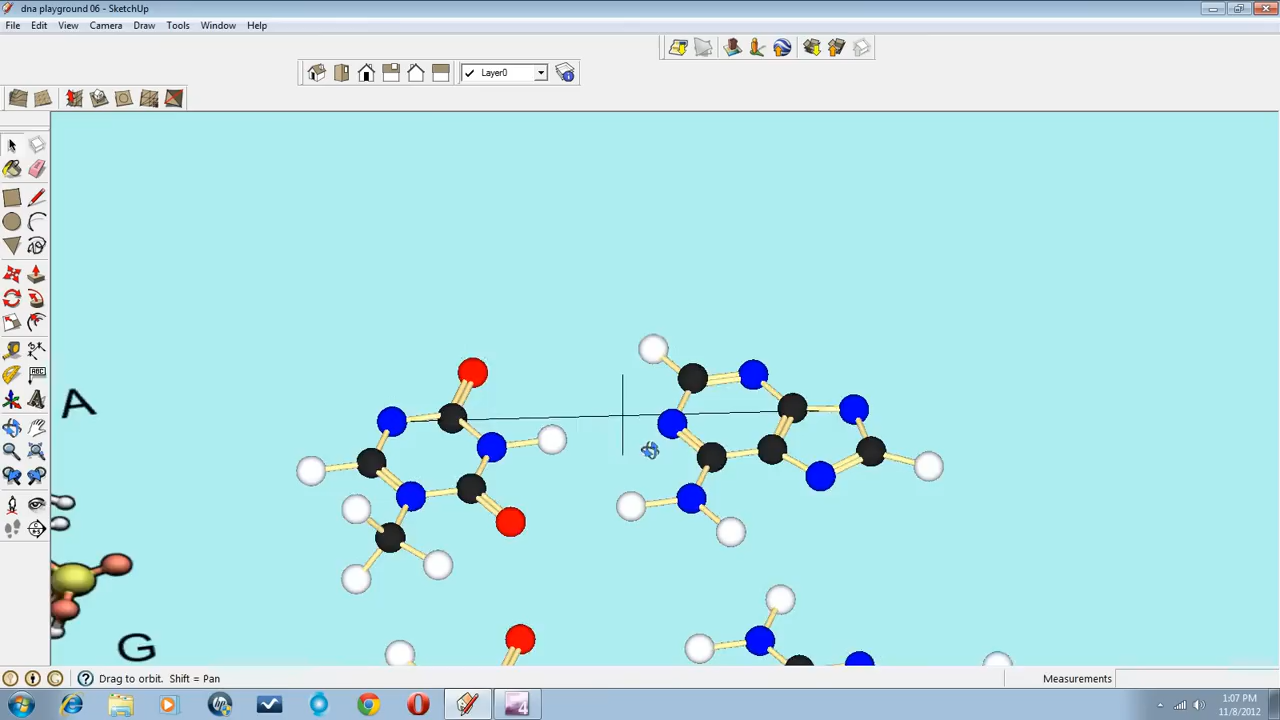 dna playground 06 - SketchUp
File Edit View Camera Draw Tools Window Help
Layer0
A
G
Drag to orbit. Shift = Pan
Measurements
1:07 PM
11/8/2012